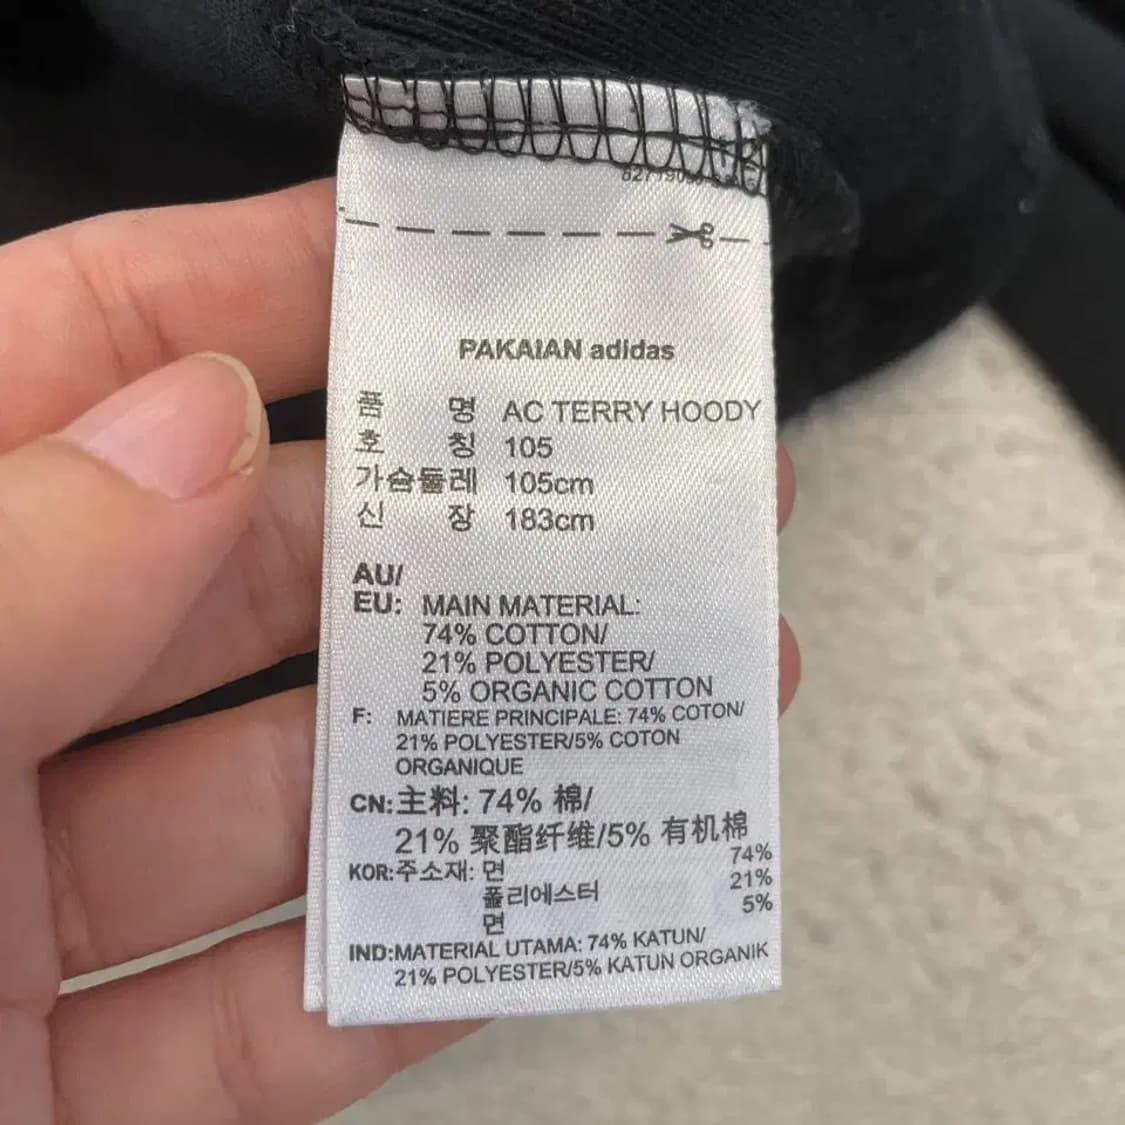 PAKAIAN adidas
품 명 AC TERRY HOODY
호 칭 105
가슴둘레 105cm
신 장 183cm
AU/
EU: MAIN MATERIAL:
74% COTTON/
21% POLYESTER/
5% ORGANIC COTTON
F: MATIERE PRINCIPALE: 74% COTON/
21% POLYESTER/5% COTON
ORGANIQUE
CN:主料: 74% 棉/
21% 聚酯纤维/5% 有机棉
KOR:주소재: 면 74%
폴리에스터 21%
면 5%
IND:MATERIAL UTAMA: 74% KATUN/
21% POLYESTER/5% KATUN ORGANIK